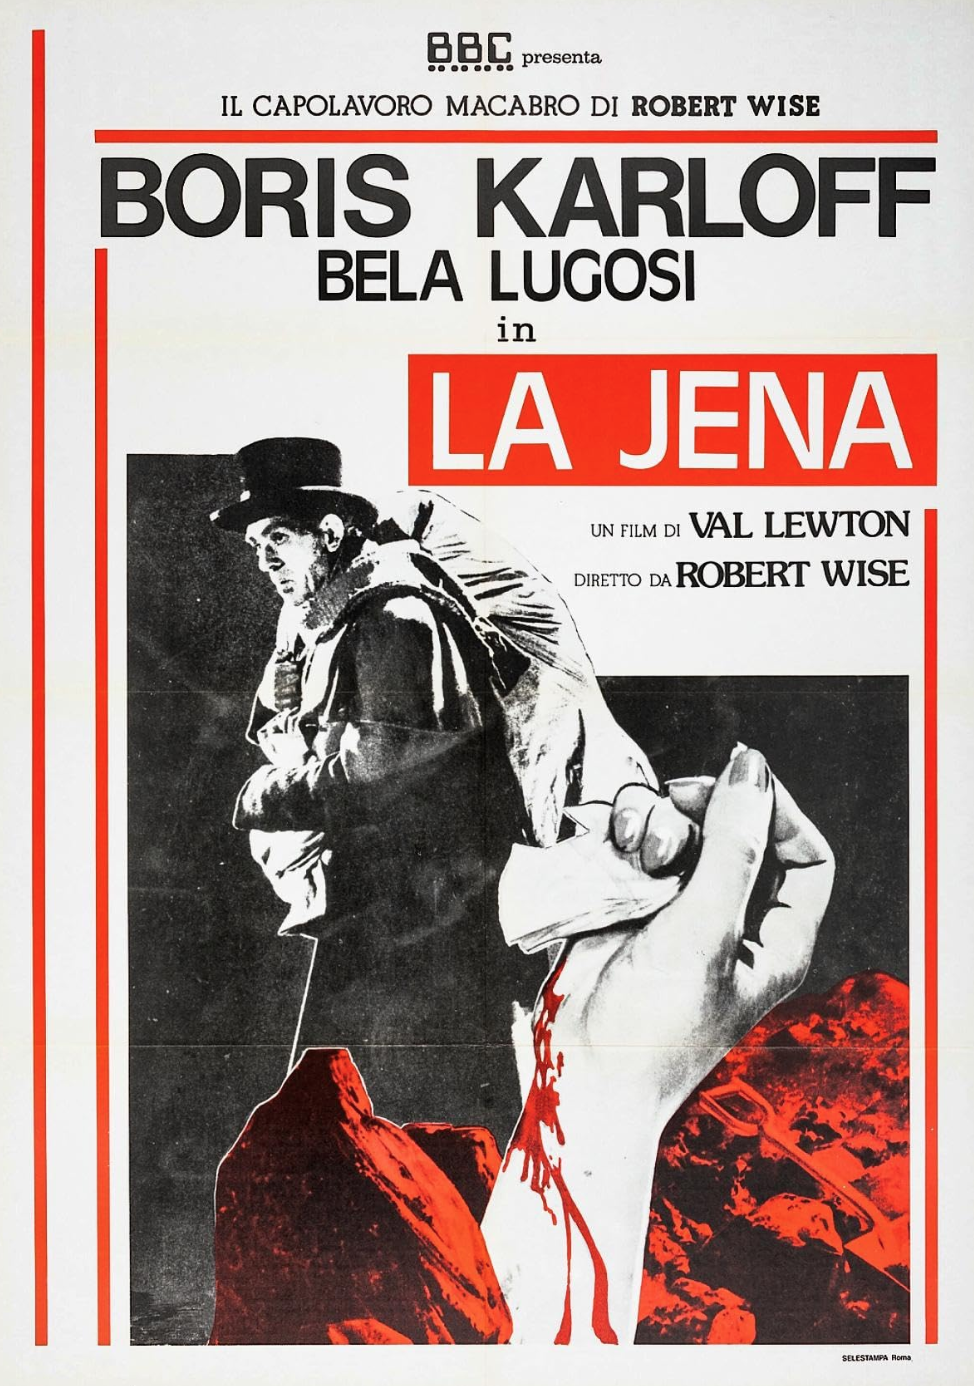 BBC presenta
IL CAPOLAVORO MACABRO DI ROBERT WISE
BORIS KARLOFF
BELA LUGOSI
in
LA JENA
UN FILM DI VAL LEWTON
DIRETTO DA ROBERT WISE
SELESTAMPA Roma